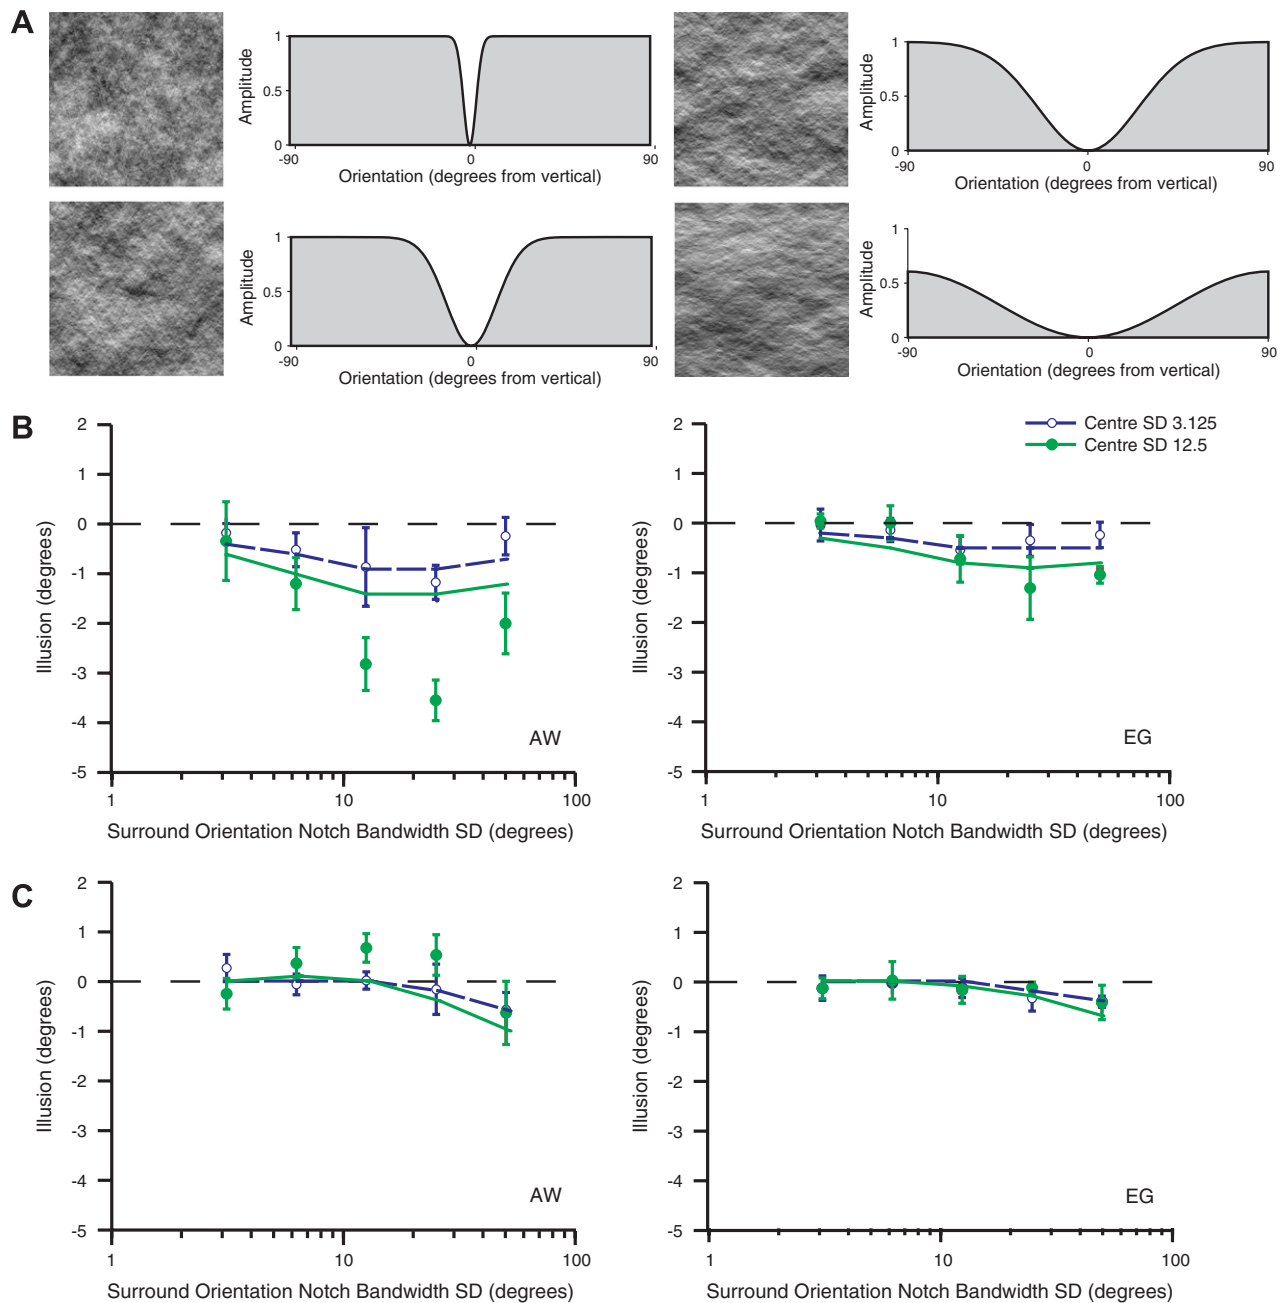 A
Amplitude
1
0.5
0
-90
0
90
Orientation (degrees from vertical)
Amplitude
1
0.5
0
-90
0
90
Orientation (degrees from vertical)
Amplitude
1
0.5
0
-90
0
90
Orientation (degrees from vertical)
Amplitude
1
0.5
0
-90
0
90
Orientation (degrees from vertical)
B
Illusion (degrees)
2
1
0
-1
-2
-3
-4
-5
AW
1
10
100
Surround Orientation Notch Bandwidth SD (degrees)
Centre SD 3.125
Centre SD 12.5
Illusion (degrees)
2
1
0
-1
-2
-3
-4
-5
EG
1
10
100
Surround Orientation Notch Bandwidth SD (degrees)
C
Illusion (degrees)
2
1
0
-1
-2
-3
-4
-5
AW
1
10
100
Surround Orientation Notch Bandwidth SD (degrees)
Illusion (degrees)
2
1
0
-1
-2
-3
-4
-5
EG
1
10
100
Surround Orientation Notch Bandwidth SD (degrees)